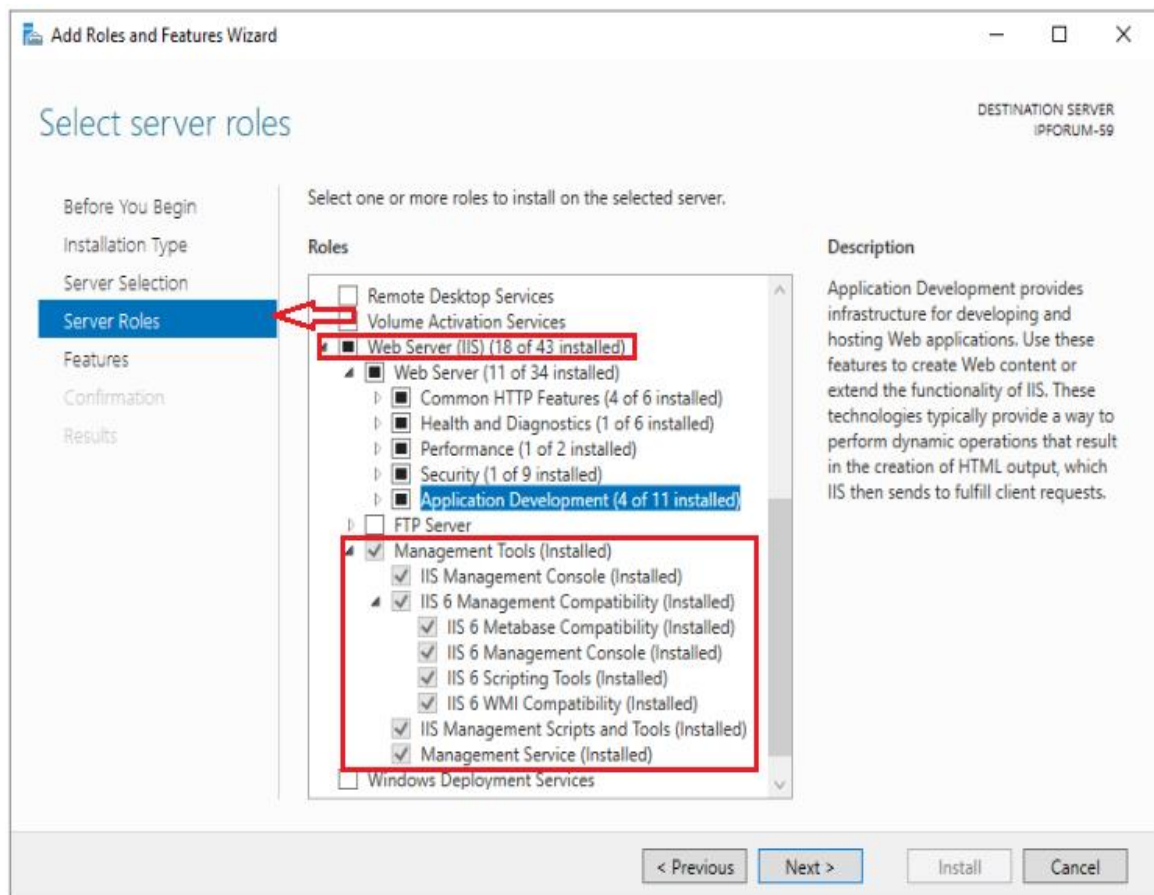 Add Roles and Features Wizard
Select server roles
DESTINATION SERVER
IPFORUM-59
Before You Begin
Installation Type
Server Selection
Server Roles
Features
Confirmation
Results
Select one or more roles to install on the selected server.
Roles
Remote Desktop Services
Volume Activation Services
Web Server (IIS) (18 of 43 installed)
Web Server (11 of 34 installed)
Common HTTP Features (4 of 6 installed)
Health and Diagnostics (1 of 6 installed)
Performance (1 of 2 installed)
Security (1 of 9 installed)
Application Development (4 of 11 installed)
FTP Server
Management Tools (Installed)
IIS Management Console (Installed)
IIS 6 Management Compatibility (Installed)
IIS 6 Metabase Compatibility (Installed)
IIS 6 Management Console (Installed)
IIS 6 Scripting Tools (Installed)
IIS 6 WMI Compatibility (Installed)
IIS Management Scripts and Tools (Installed)
Management Service (Installed)
Windows Deployment Services
Description
Application Development provides
infrastructure for developing and
hosting Web applications. Use these
features to create Web content or
extend the functionality of IIS. These
technologies typically provide a way to
perform dynamic operations that result
in the creation of HTML output, which
IIS then sends to fulfill client requests.
< Previous
Next >
Install
Cancel